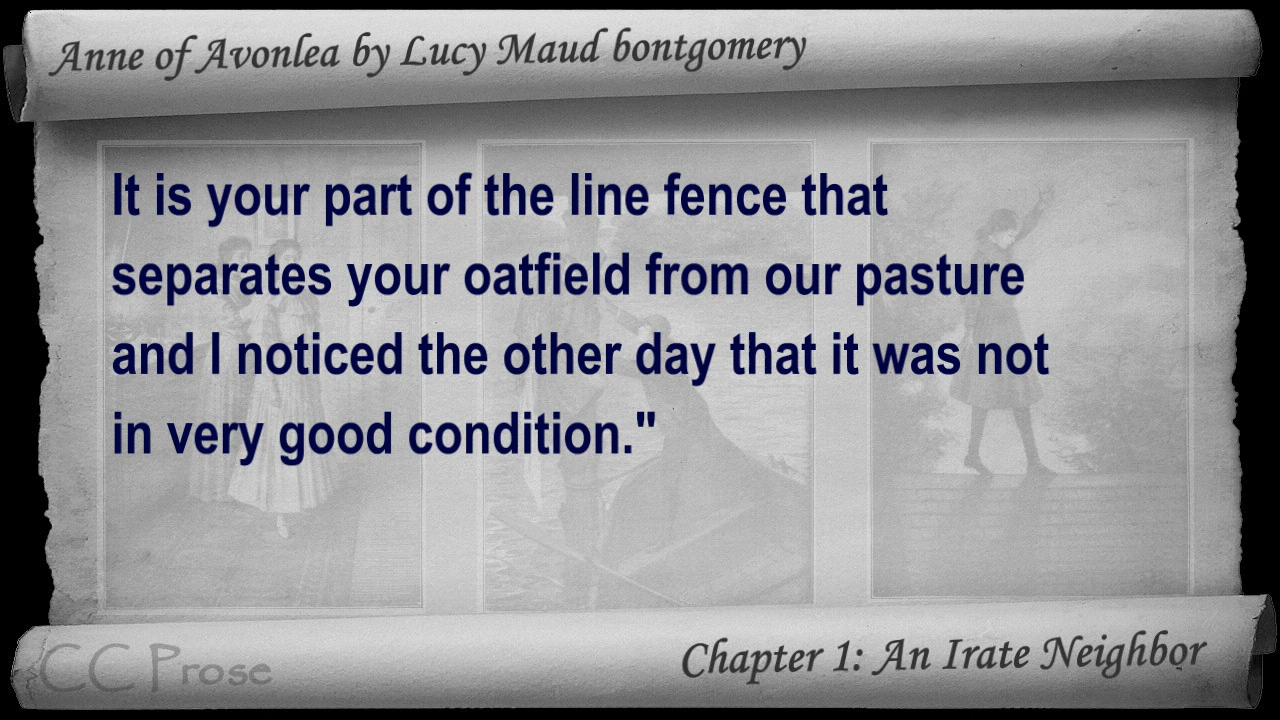 Anne of Avonlea by Lucy Maud bontgomery
It is your part of the line fence that
separates your oatfield from our pasture
and I noticed the other day that it was not
in very good condition."
CC Prose
Chapter 1: An Irate Neighbor